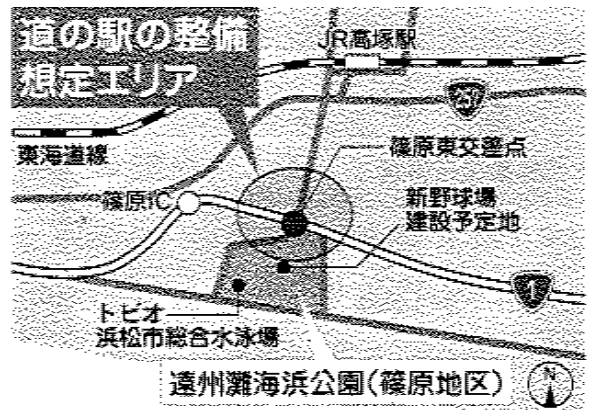 道の駅の整備
想定エリア
JR高塚駅
257
東海道線
篠原東交差点
篠原IC
新野球場
建設予定地
1
トビオ
浜松市総合水泳場
遠州灘海浜公園(篠原地区)
N